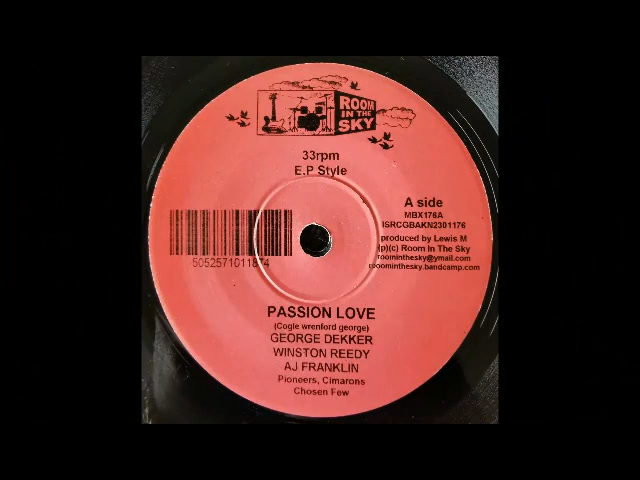 ROOM
IN THE
SKY
33rpm
E.P Style
A side
MBX176A
ISRCGBAKN2301176
produced by Lewis M
(p)(c) Room In The Sky
roominthesky@ymail.com
rooominthesky.bandcamp.com
5052571011874
PASSION LOVE
(Cogle wrenford george)
GEORGE DEKKER
WINSTON REEDY
AJ FRANKLIN
Pioneers, Cimarons
Chosen Few